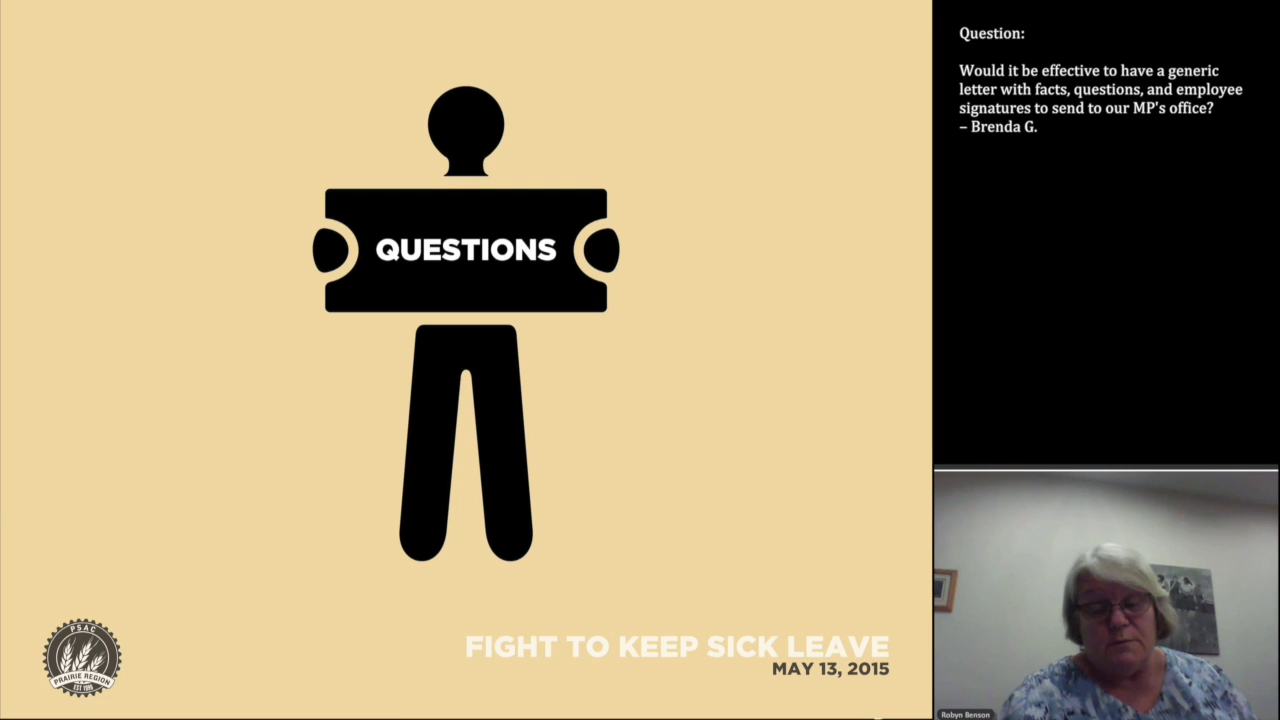 QUESTIONS
PSAC
PRAIRIE REGION
FIGHT TO KEEP SICK LEAVE
MAY 13, 2015
Question:
Would it be effective to have a generic
letter with facts, questions, and employee
signatures to send to our MP's office?
– Brenda G.
Robyn Benson